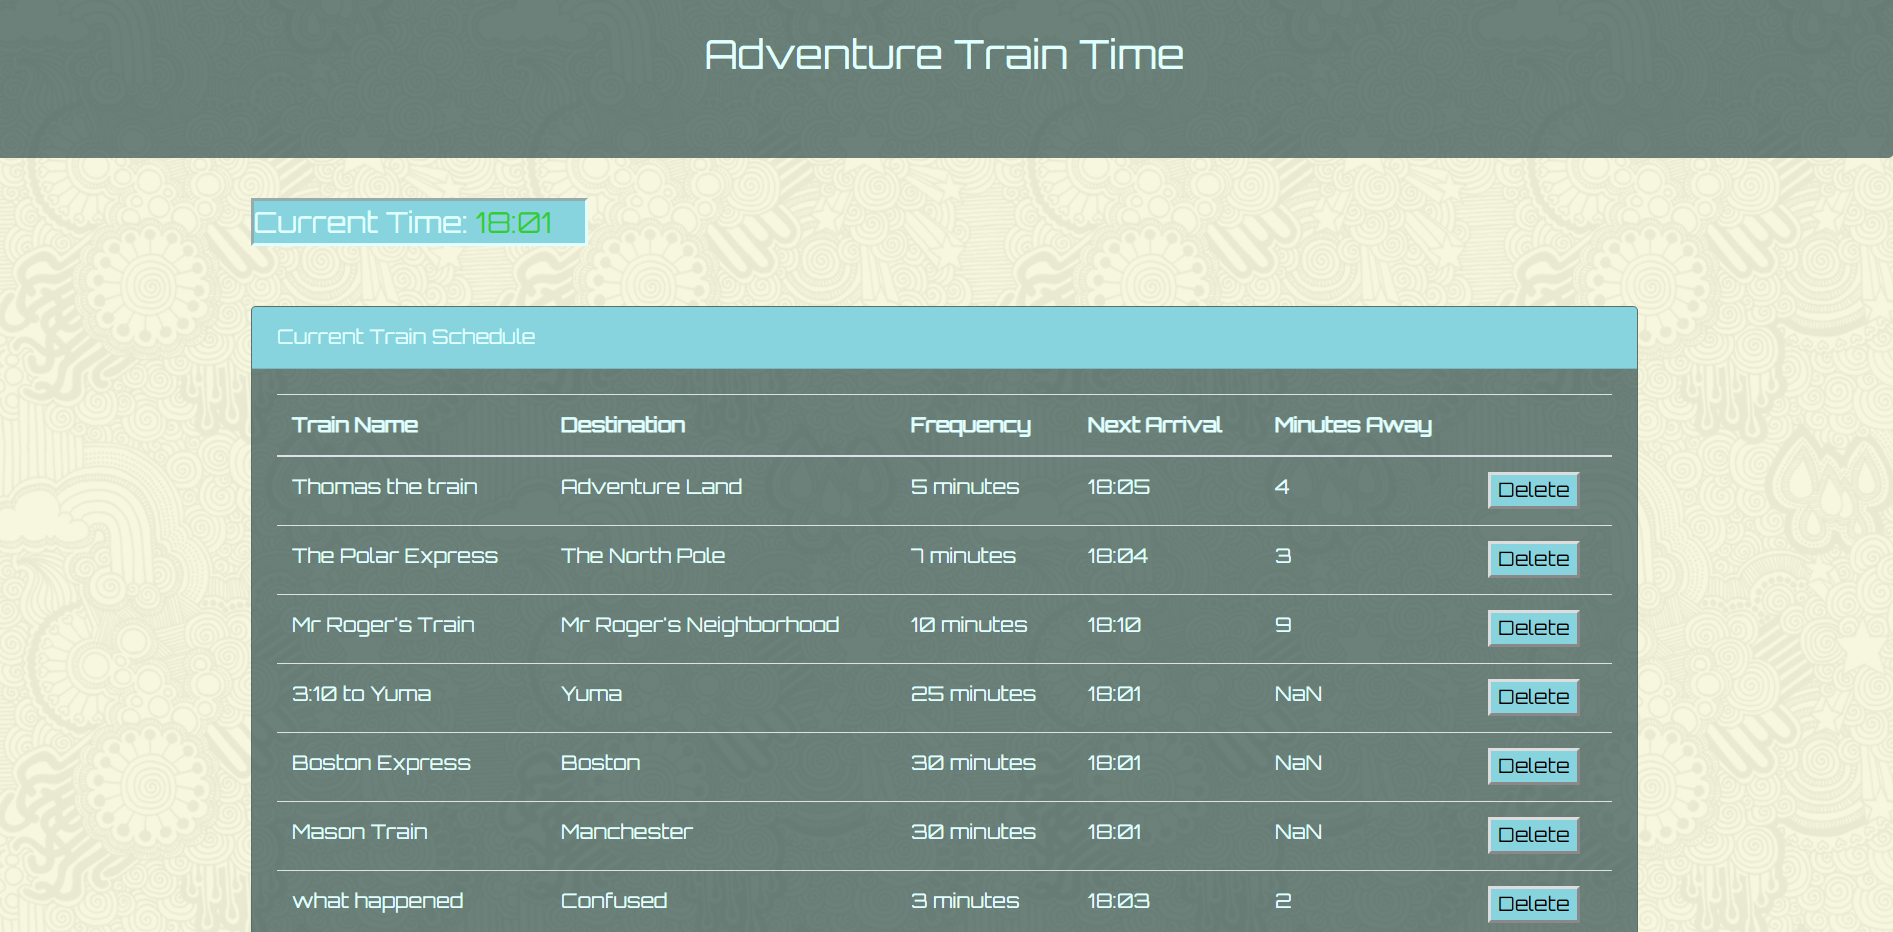 Adventure Train Time
Current Time: 18:01
Current Train Schedule
Train Name Destination Frequency Next Arrival Minutes Away
Thomas the train Adventure Land 5 minutes 18:05 4 Delete
The Polar Express The North Pole 7 minutes 18:04 3 Delete
Mr Roger's Train Mr Roger's Neighborhood 10 minutes 18:10 9 Delete
3:10 to Yuma Yuma 25 minutes 18:01 NaN Delete
Boston Express Boston 30 minutes 18:01 NaN Delete
Mason Train Manchester 30 minutes 18:01 NaN Delete
what happened Confused 3 minutes 18:03 2 Delete